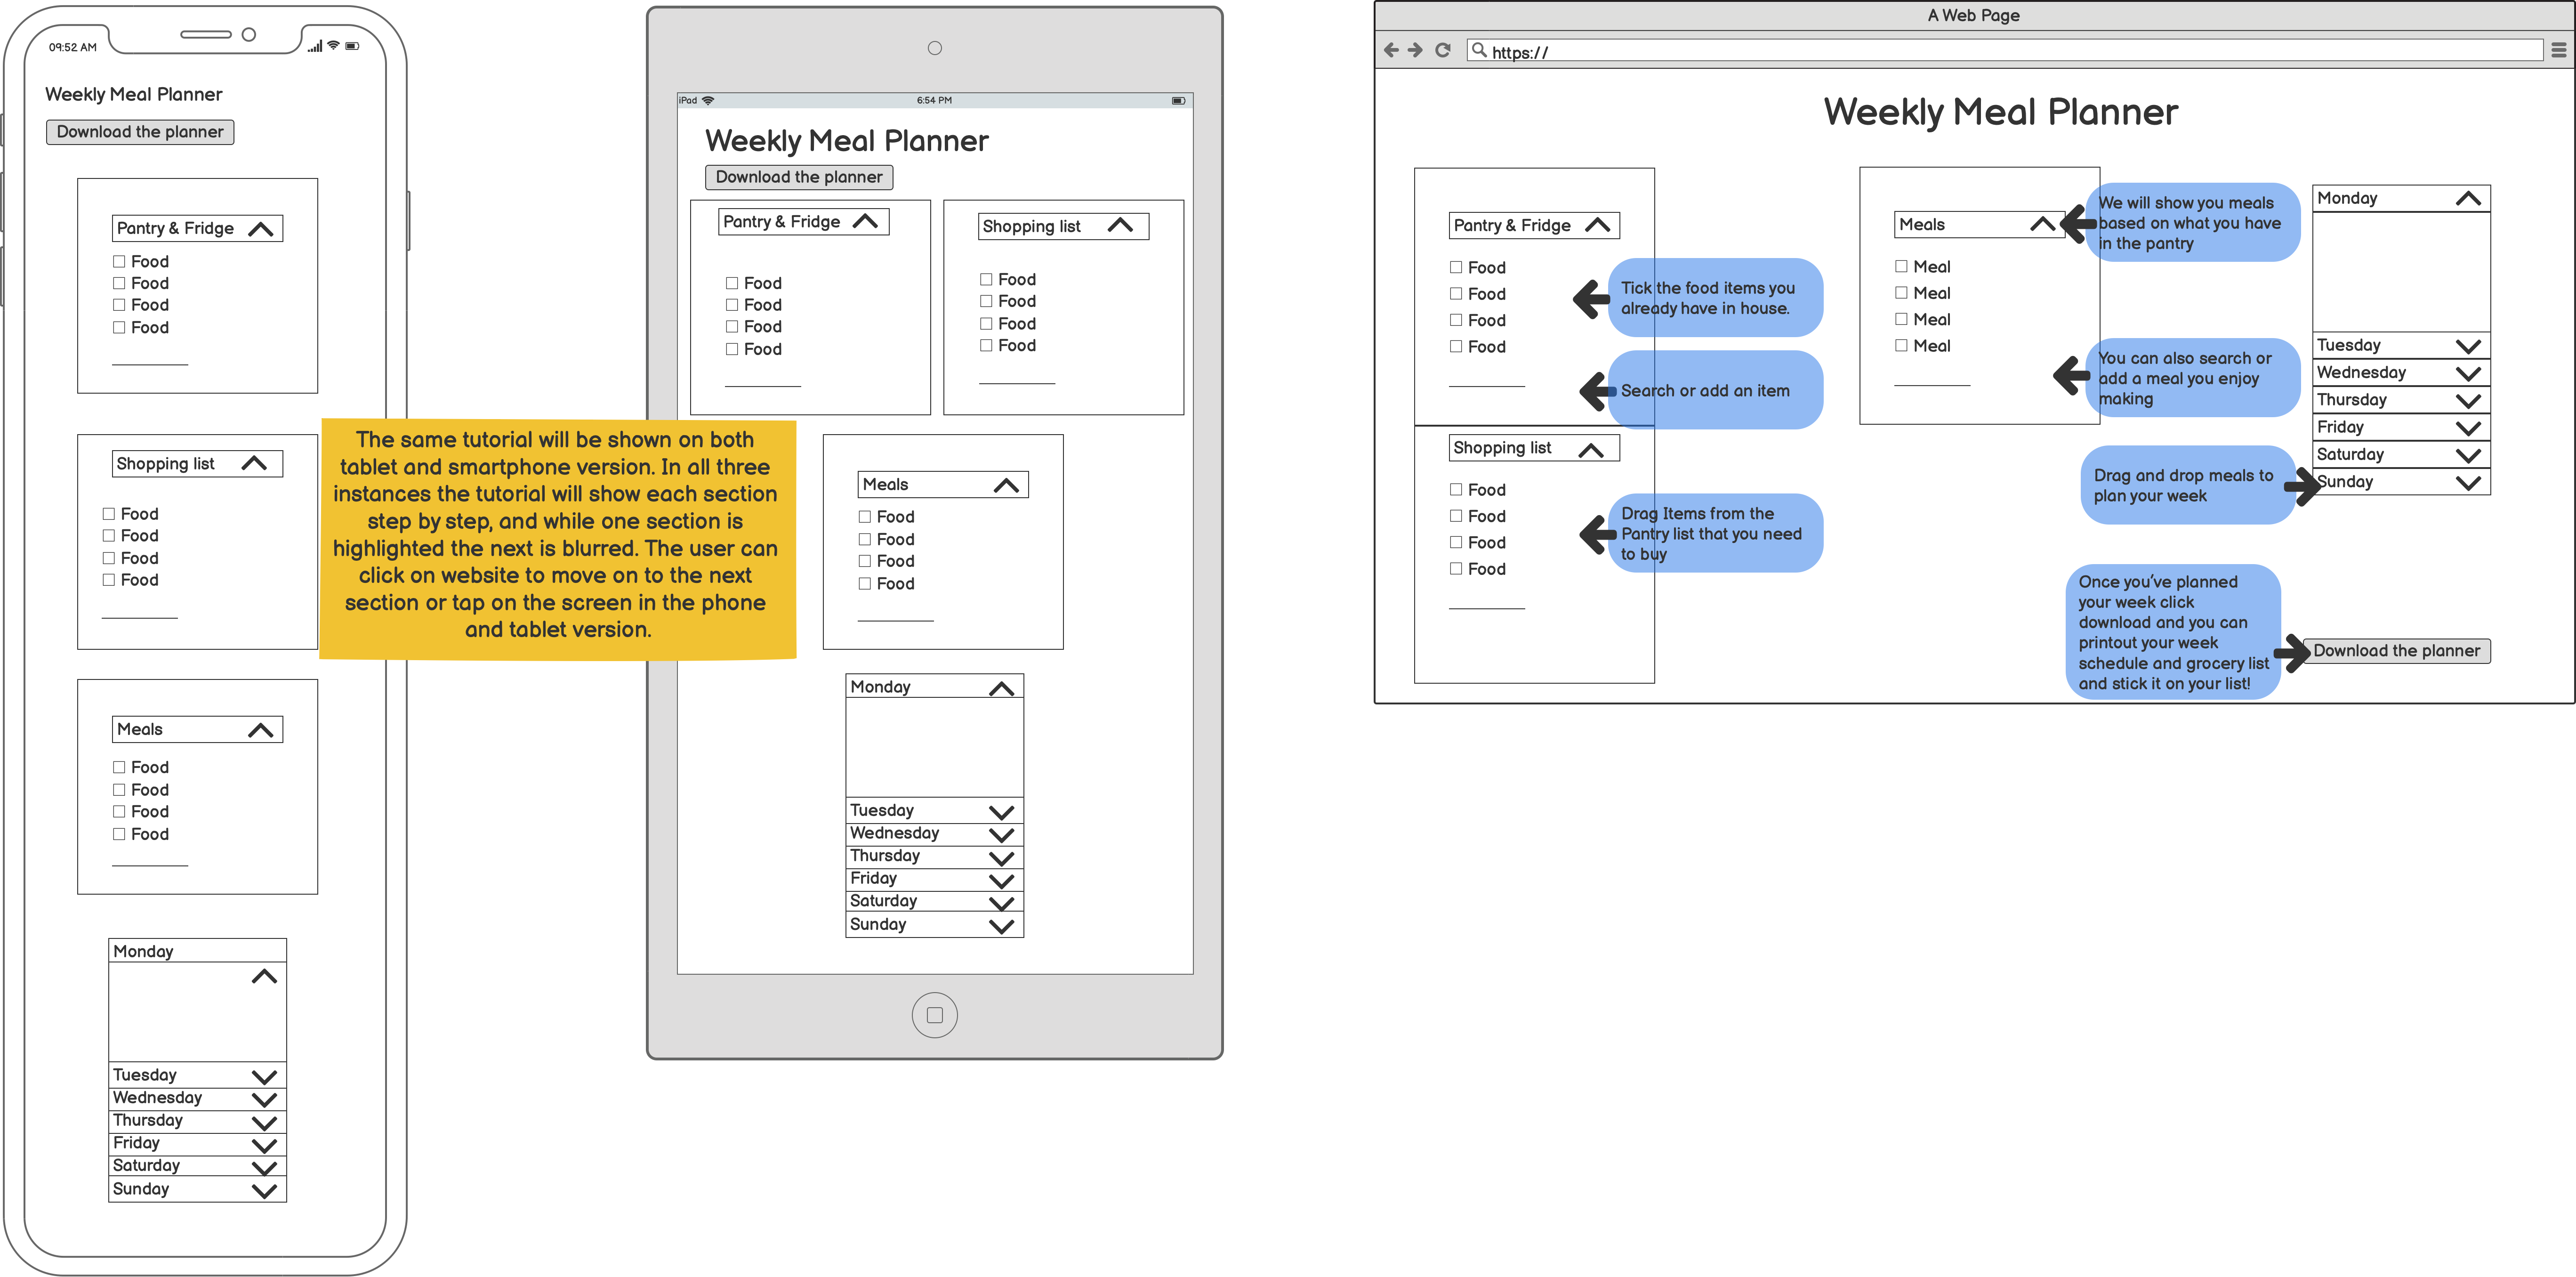 09:52 AM
Weekly Meal Planner
Download the planner
Pantry & Fridge
Food
Food
Food
Food
Shopping list
Food
Food
Food
Food
Meals
Food
Food
Food
Food
Monday
Tuesday
Wednesday
Thursday
Friday
Saturday
Sunday
The same tutorial will be shown on both
tablet and smartphone version. In all three
instances the tutorial will show each section
step by step, and while one section is
highlighted the next is blurred. The user can
click on website to move on to the next
section or tap on the screen in the phone
and tablet version.
iPad
6:54 PM
Weekly Meal Planner
Download the planner
Pantry & Fridge
Food
Food
Food
Food
Shopping list
Food
Food
Food
Food
Meals
Food
Food
Food
Food
Monday
Tuesday
Wednesday
Thursday
Friday
Saturday
Sunday
A Web Page
https://
Weekly Meal Planner
Pantry & Fridge
Food
Food
Food
Food
Tick the food items you
already have in house.
Search or add an item
Shopping list
Food
Food
Food
Food
Drag Items from the
Pantry list that you need
to buy
Meals
Meal
Meal
Meal
Meal
We will show you meals
based on what you have
in the pantry
You can also search or
add a meal you enjoy
making
Monday
Tuesday
Wednesday
Thursday
Friday
Saturday
Sunday
Drag and drop meals to
plan your week
Once you've planned
your week click
download and you can
printout your week
schedule and grocery list
and stick it on your list!
Download the planner